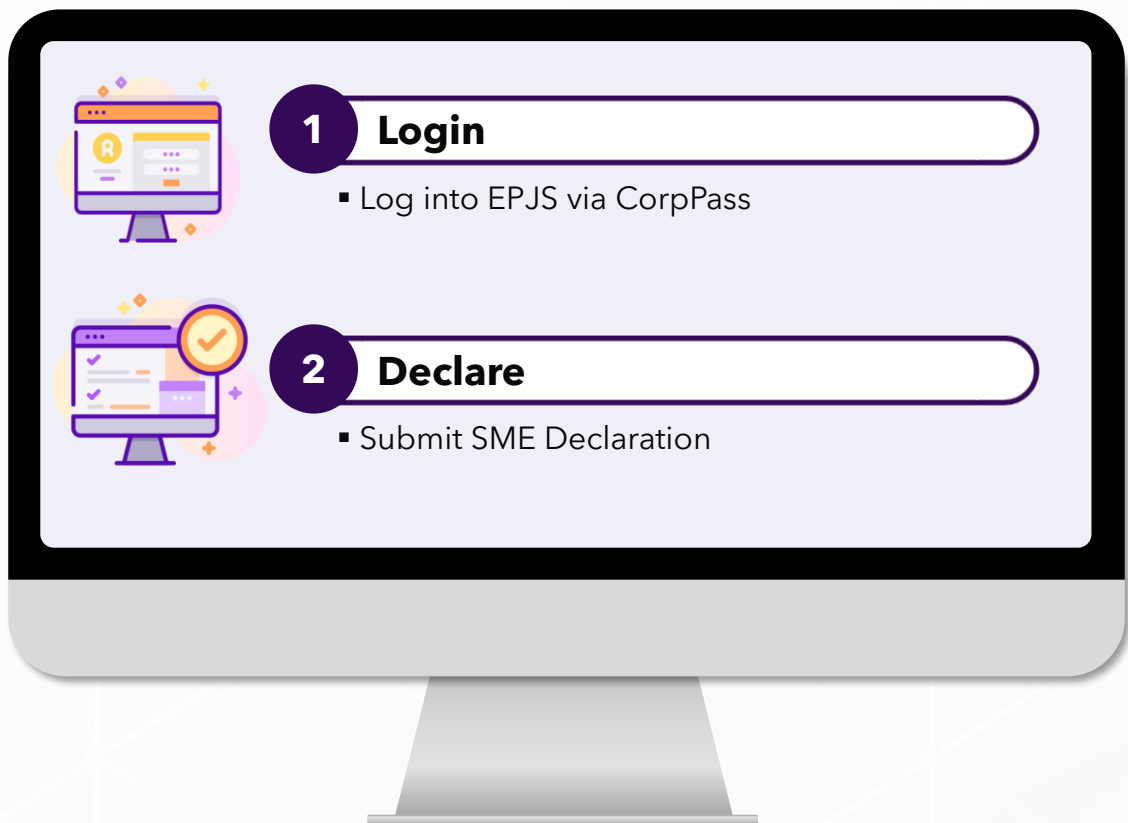 1 Login
▪ Log into EPJS via CorpPass
2 Declare
▪ Submit SME Declaration